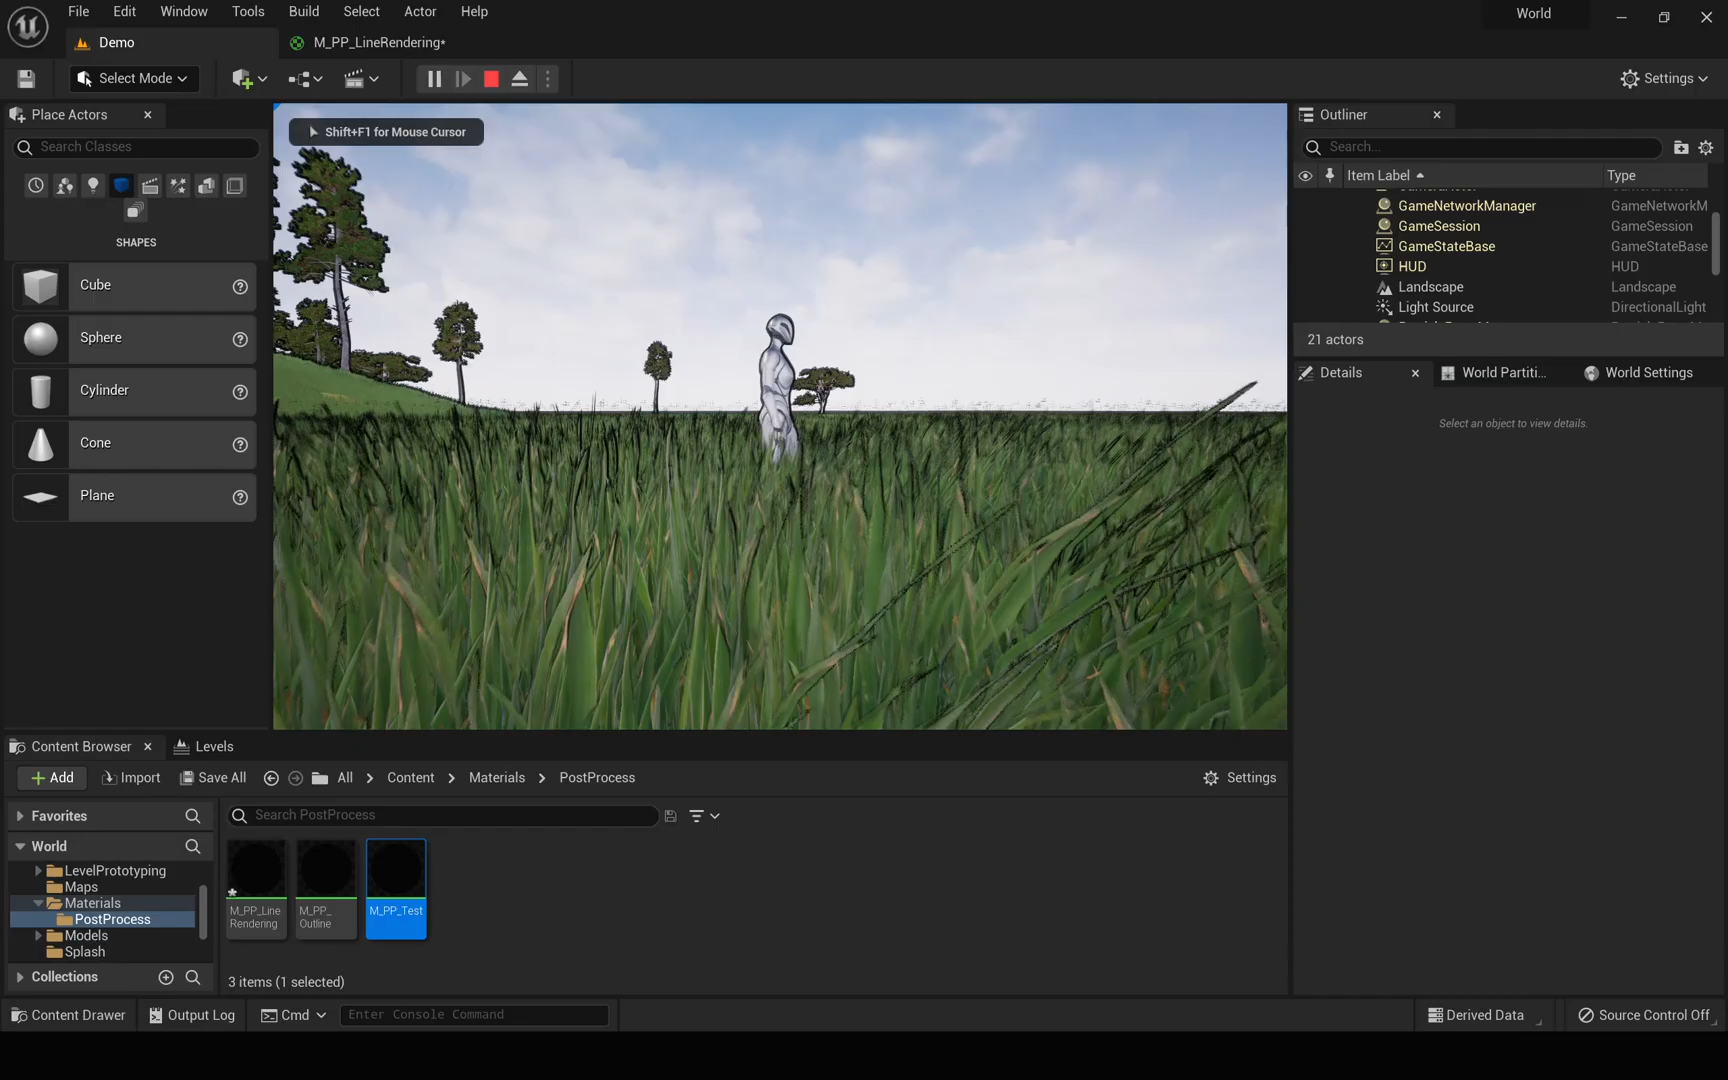 File Edit Window Tools Build Select Actor Help
World
Demo
M_PP_LineRendering*
Select Mode
Settings
Place Actors
Search Classes
SHAPES
Cube
Sphere
Cylinder
Cone
Plane
Shift+F1 for Mouse Cursor
Outliner
Search...
Item Label Type
GameNetworkManager GameNetworkM
GameSession GameSession
GameStateBase GameStateBase
HUD HUD
Landscape Landscape
Light Source DirectionalLight
21 actors
Details
World Partiti...
World Settings
Select an object to view details.
Content Browser
Levels
Add
Import
Save All
All
Content
Materials
PostProcess
Settings
Favorites
Search PostProcess
World
LevelPrototyping
Maps
Materials
PostProcess
Models
Splash
Collections
M_PP_Line
Rendering
M_PP_
Outline
M_PP_Test
3 items (1 selected)
Content Drawer
Output Log
Cmd
Enter Console Command
Derived Data
Source Control Off